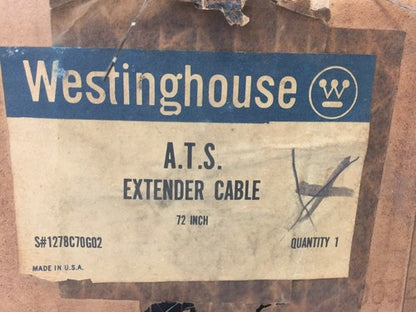 Westinghouse W
A.T.S.
EXTENDER CABLE
72 INCH
S#1278C70G02 QUANTITY 1
MADE IN U.S.A.